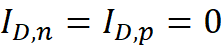 I_{D,n} = I_{D,p} = 0